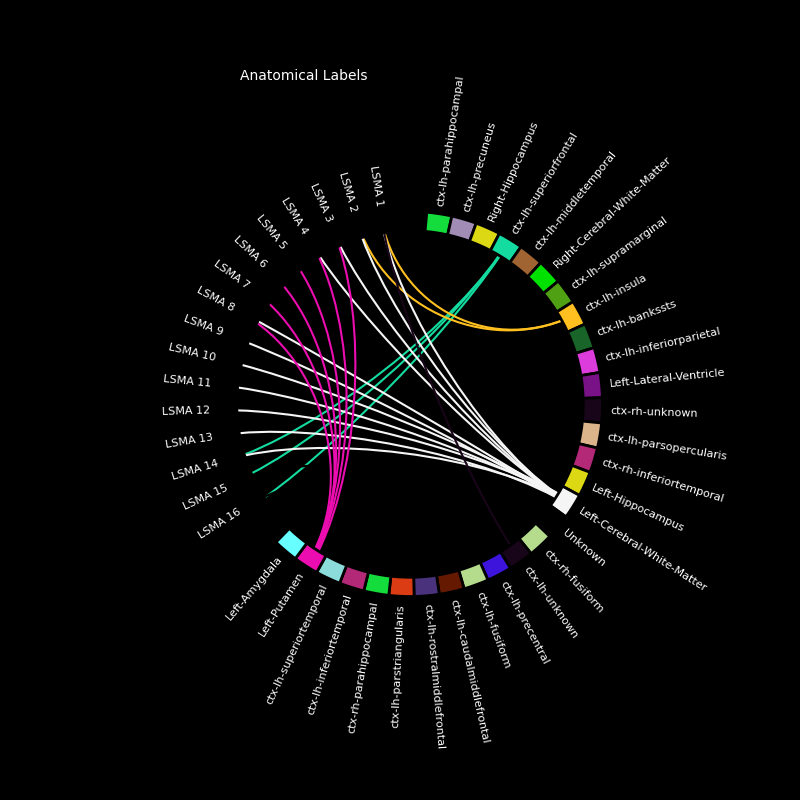 Anatomical Labels
ctx-lh-parahippocampal
ctx-lh-precuneus
Right-Hippocampus
ctx-lh-superiorfrontal
ctx-lh-middletemporal
Right-Cerebral-White-Matter
ctx-lh-supramarginal
ctx-lh-insula
ctx-lh-bankssts
ctx-lh-inferiorparietal
Left-Lateral-Ventricle
ctx-rh-unknown
ctx-lh-parsopercularis
ctx-rh-inferiortemporal
Left-Hippocampus
Left-Cerebral-White-Matter
Unknown
ctx-rh-fusiform
ctx-lh-unknown
ctx-lh-precentral
ctx-lh-fusiform
ctx-lh-caudalmiddlefrontal
ctx-lh-rostralmiddlefrontal
ctx-lh-parstriangularis
ctx-rh-parahippocampal
ctx-lh-inferiortemporal
ctx-lh-superiortemporal
Left-Putamen
Left-Amygdala
LSMA 16
LSMA 15
LSMA 14
LSMA 13
LSMA 12
LSMA 11
LSMA 10
LSMA 9
LSMA 8
LSMA 7
LSMA 6
LSMA 5
LSMA 4
LSMA 3
LSMA 2
LSMA 1